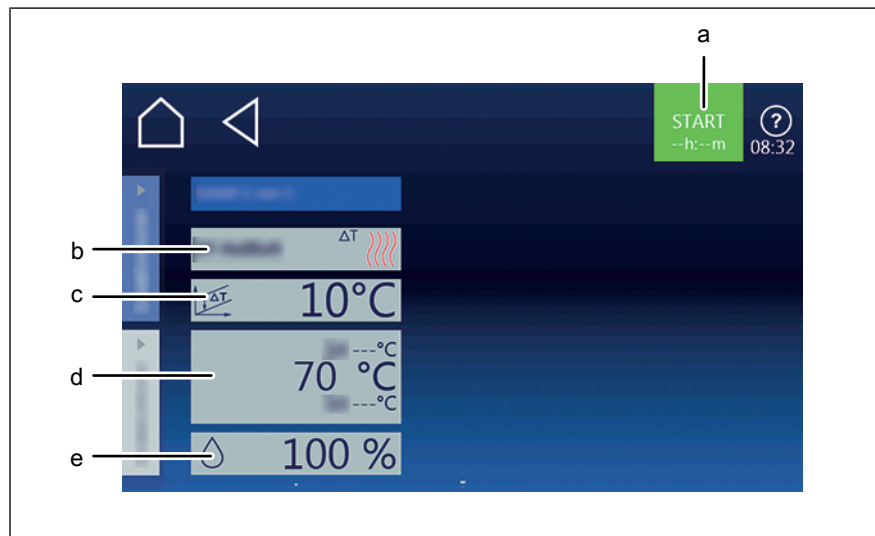 a
START
--h:--m
?
08:32
b
ΔT
c
ΔT
10°C
---°C
d
70 °C
---°C
e
100 %